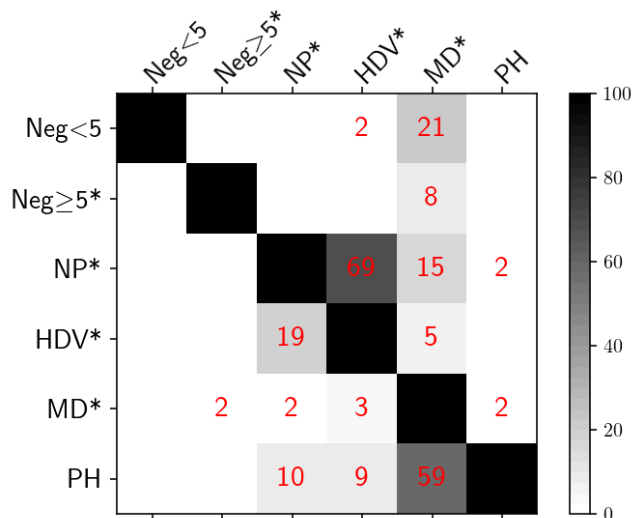 Neg<5 Neg≥5* NP* HDV* MD* PH
Neg<5 2 21
Neg≥5* 8
NP* 69 15 2
HDV* 19 5
MD* 2 2 3 2
PH 10 9 59
100
80
60
40
20
0